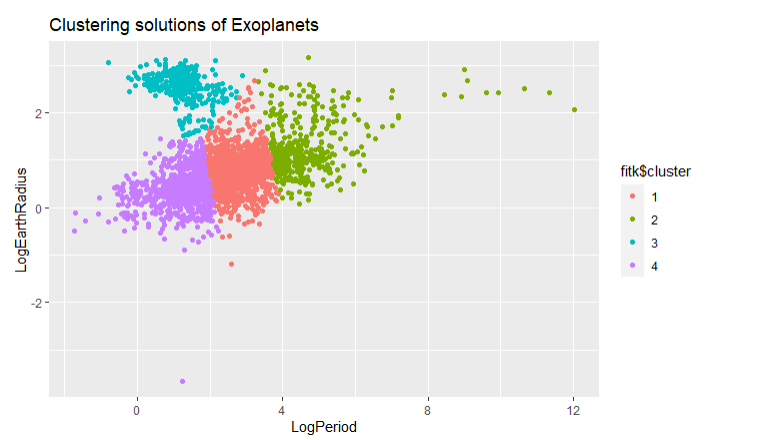 Clustering solutions of Exoplanets
LogEarthRadius
2
0
-2
0
4
8
12
LogPeriod
fitk$cluster
1
2
3
4